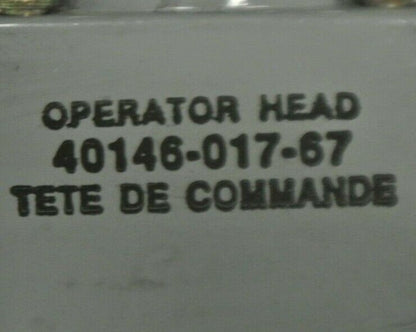 OPERATOR HEAD
40146-017-67
TETE DE COMMANDE